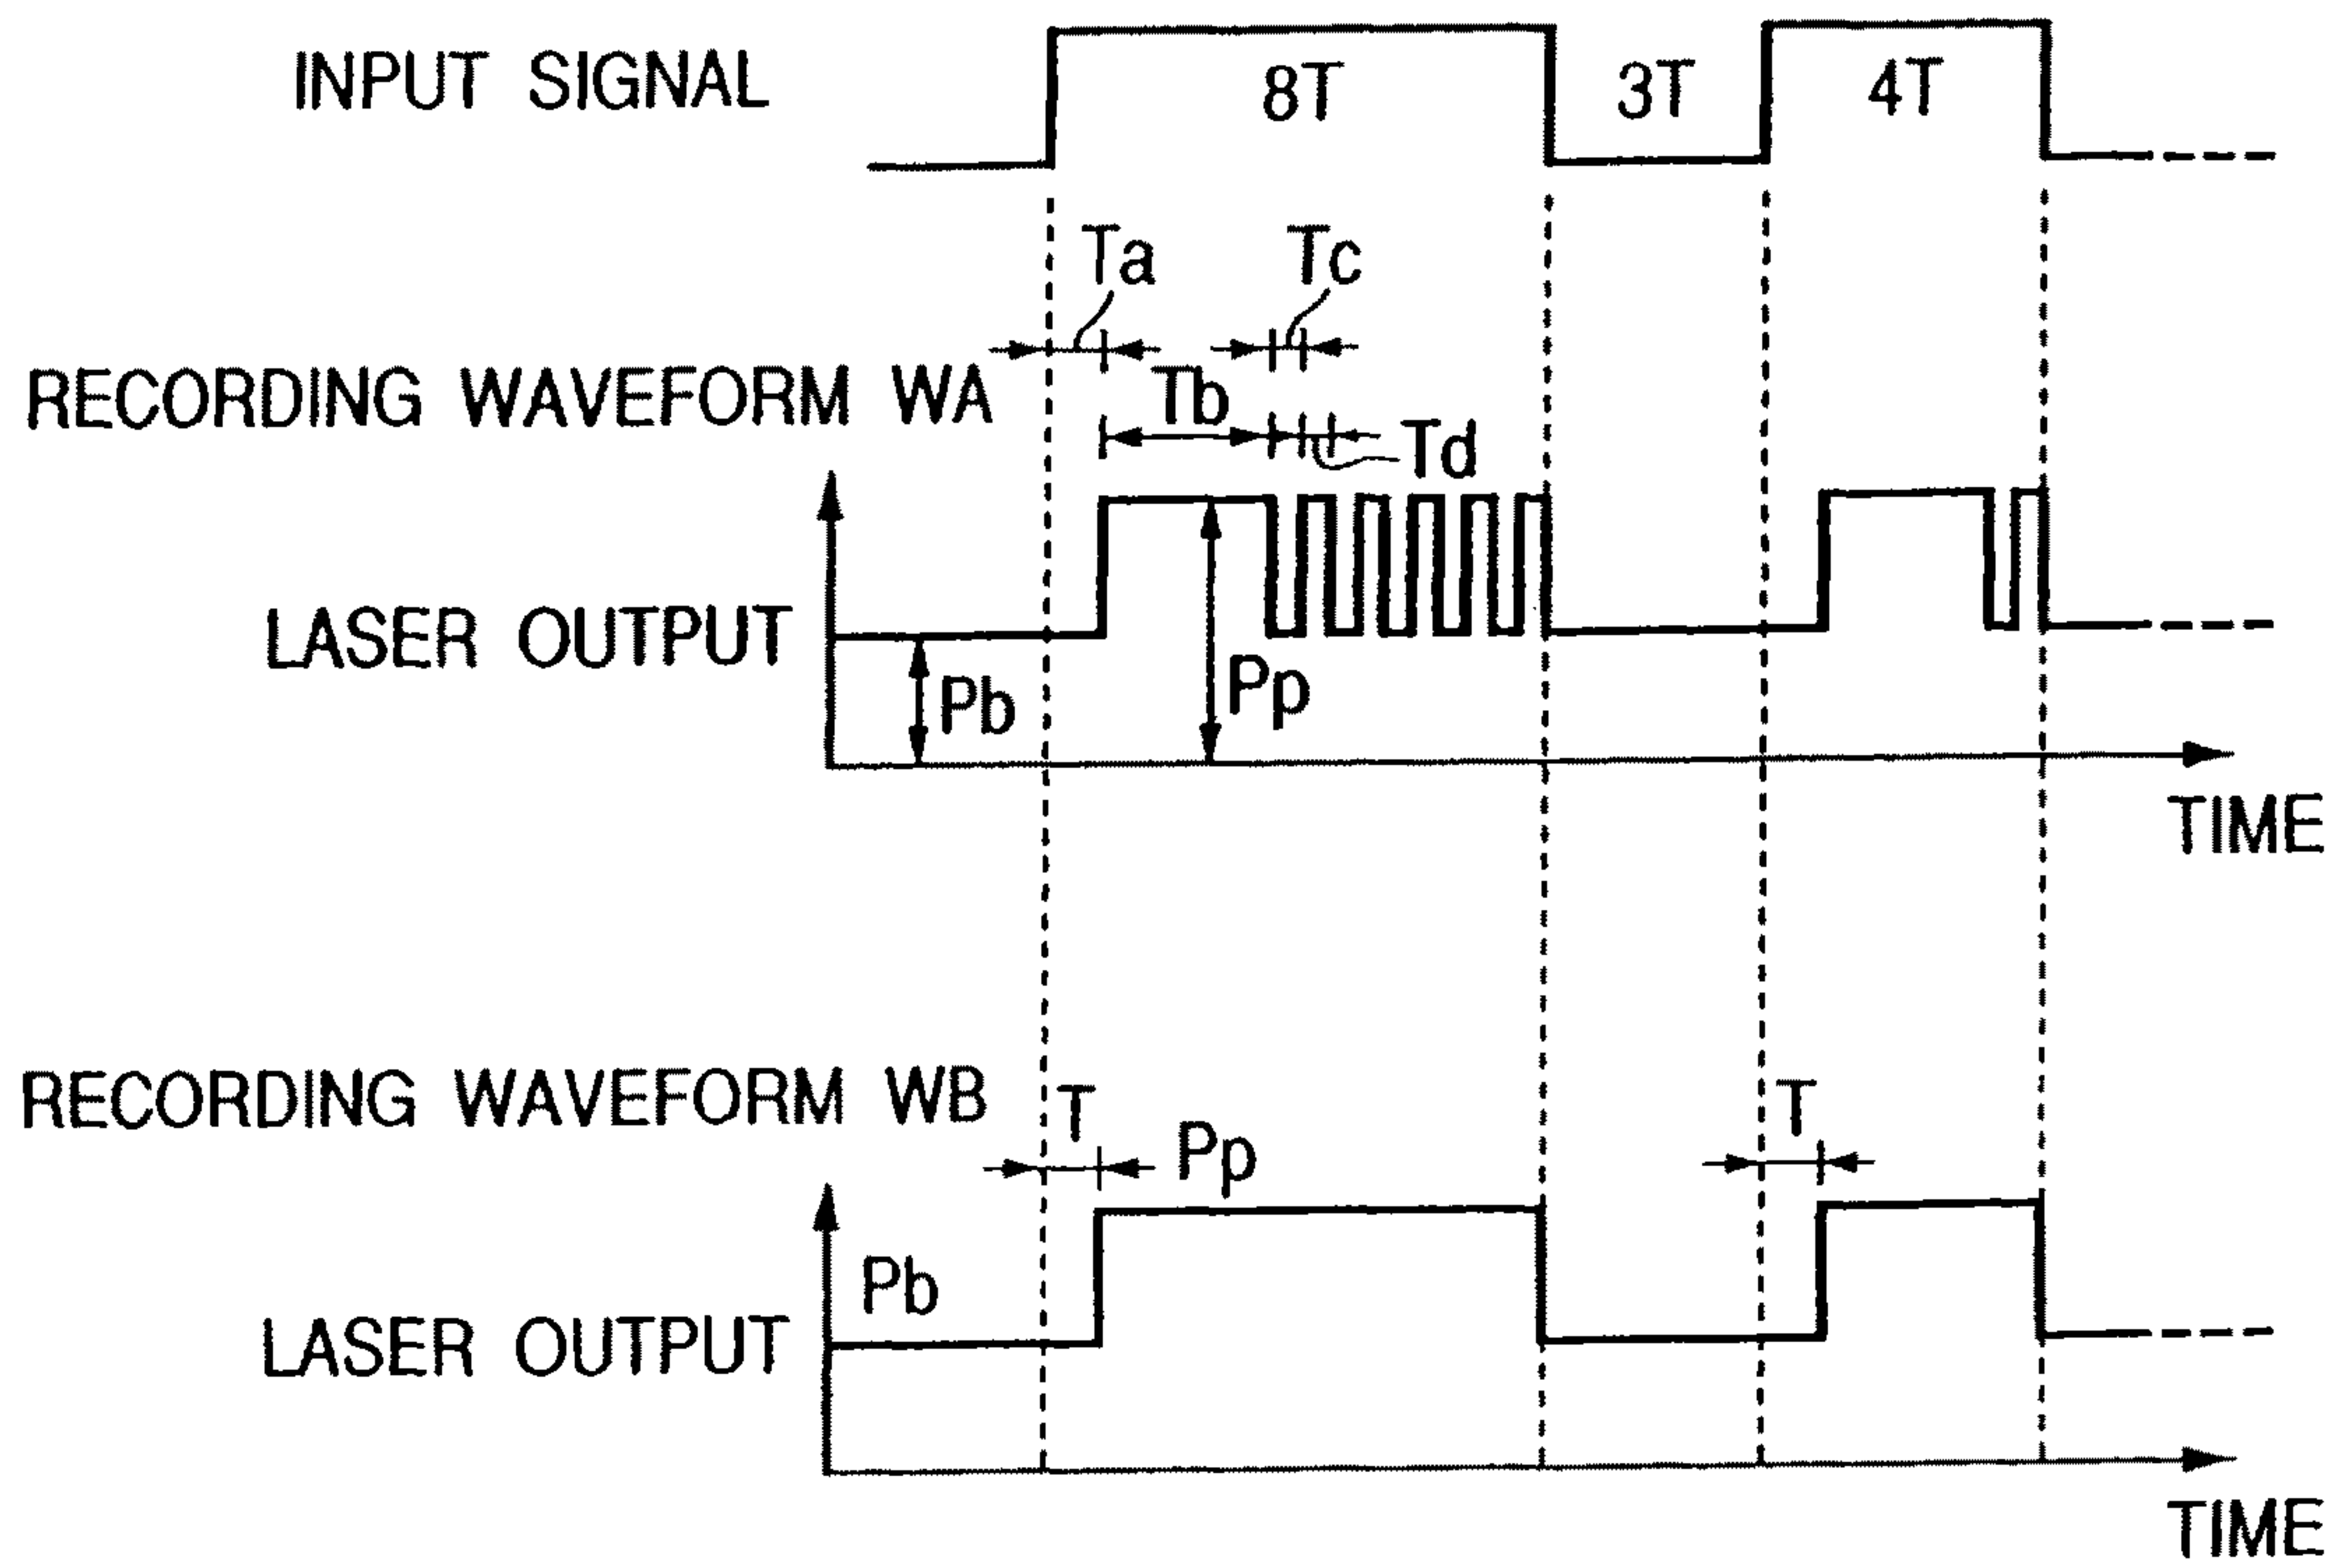 INPUT SIGNAL 8T 3T 4T
Ta Tc
RECORDING WAVEFORM WA Tb
Td
LASER OUTPUT Pb Pp
TIME
RECORDING WAVEFORM WB T Pp T
Pb
LASER OUTPUT
TIME